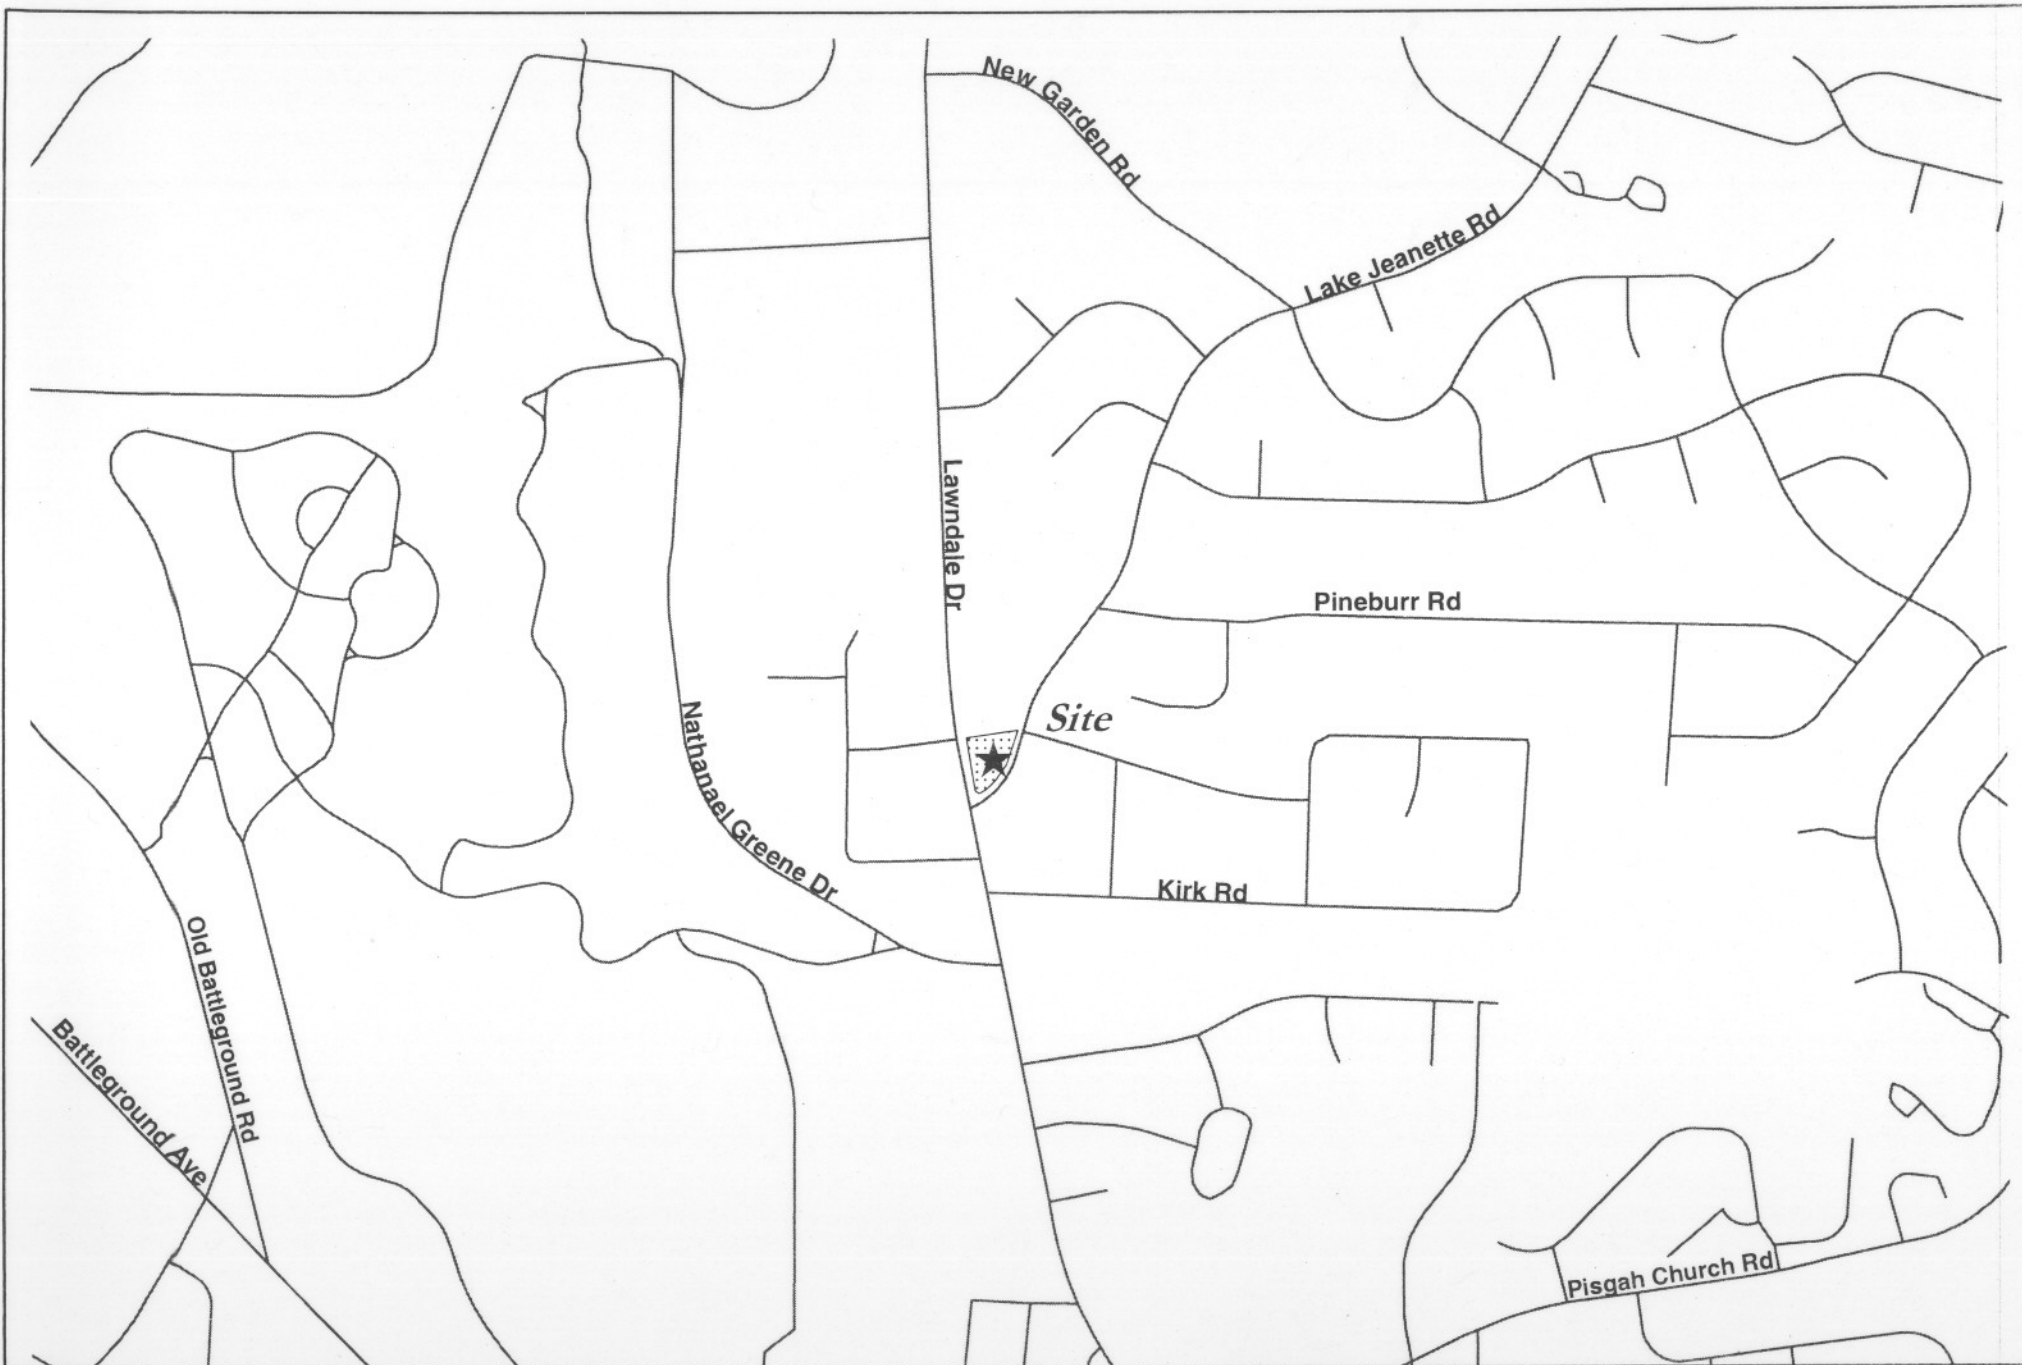 New Garden Rd
Lake Jeanette Rd
Lawndale Dr
Pineburr Rd
Site
Nathanael Greene Dr
Kirk Rd
Old Battleground Rd
Battleground Ave
Pisgah Church Rd